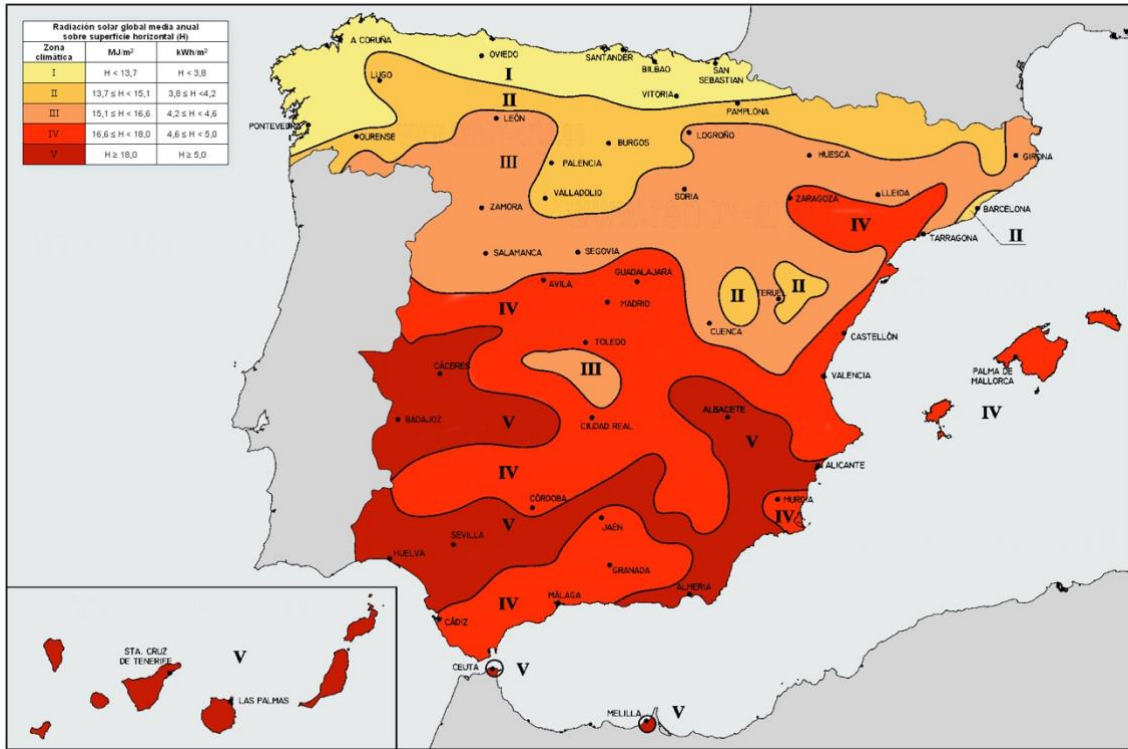 Radiación solar global media anual
sobre superficie horizontal (H)
Zona
climática
MJ/m²
kWh/m²
I
H < 13,7
H < 3,8
II
13,7 ≤ H < 15,1
3,8 ≤ H <4,2
III
15,1 ≤ H < 16,6
4,2 ≤ H < 4,6
IV
16,6 ≤ H < 18,0
4,6 ≤ H < 5,0
V
H ≥ 18,0
H ≥ 5,0
A CORUÑA
OVIEDO
SANTANDER
BILBAO
SAN
SEBASTIAN
LUGO
I
VITORIA
II
PAMPLONA
PONTEVEDRA
LEÓN
OURENSE
LOGROÑO
BURGOS
HUESCA
GIRONA
III
PALENCIA
VALLADOLID
SORIA
ZARAGOZA
LLEIDA
ZAMORA
BARCELONA
IV
TARRAGONA
II
SALAMANCA
SEGOVIA
GUADALAJARA
AVILA
II
TERUEL
II
IV
MADRID
CUENCA
CASTELLÓN
TOLEDO
CÁCERES
III
VALENCIA
PALMA DE
MALLORCA
IV
BADAJOZ
V
CIUDAD REAL
ALBACETE
V
IV
ALICANTE
CÓRDOBA
MURCIA
IV
V
JAÉN
SEVILLA
HUELVA
GRANADA
ALMERIA
IV
MÁLAGA
CÁDIZ
STA. CRUZ
DE TENERIFE
V
LAS PALMAS
CEUTA
V
MELILLA
V